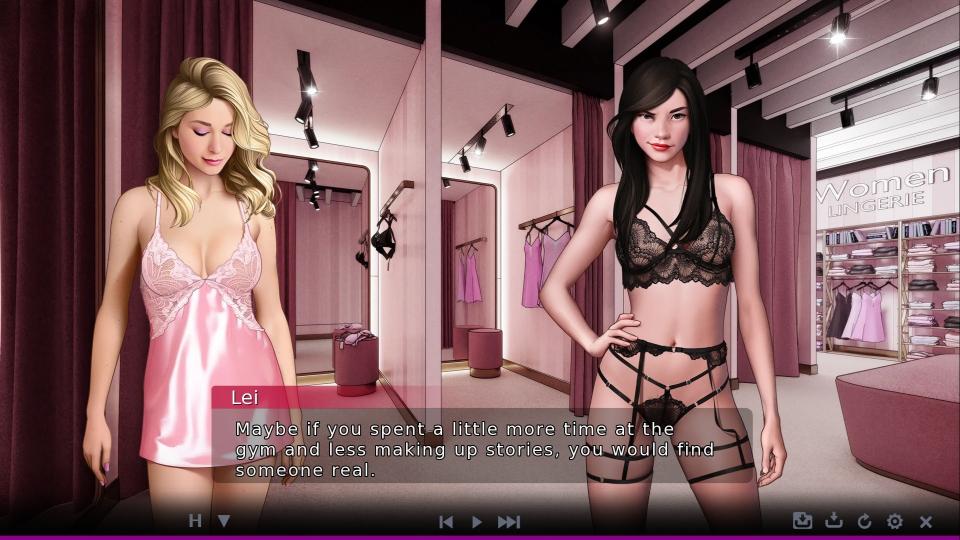 Women
LINGERIE
Lei
Maybe if you spent a little more time at the
gym and less making up stories, you would find
someone real.
H